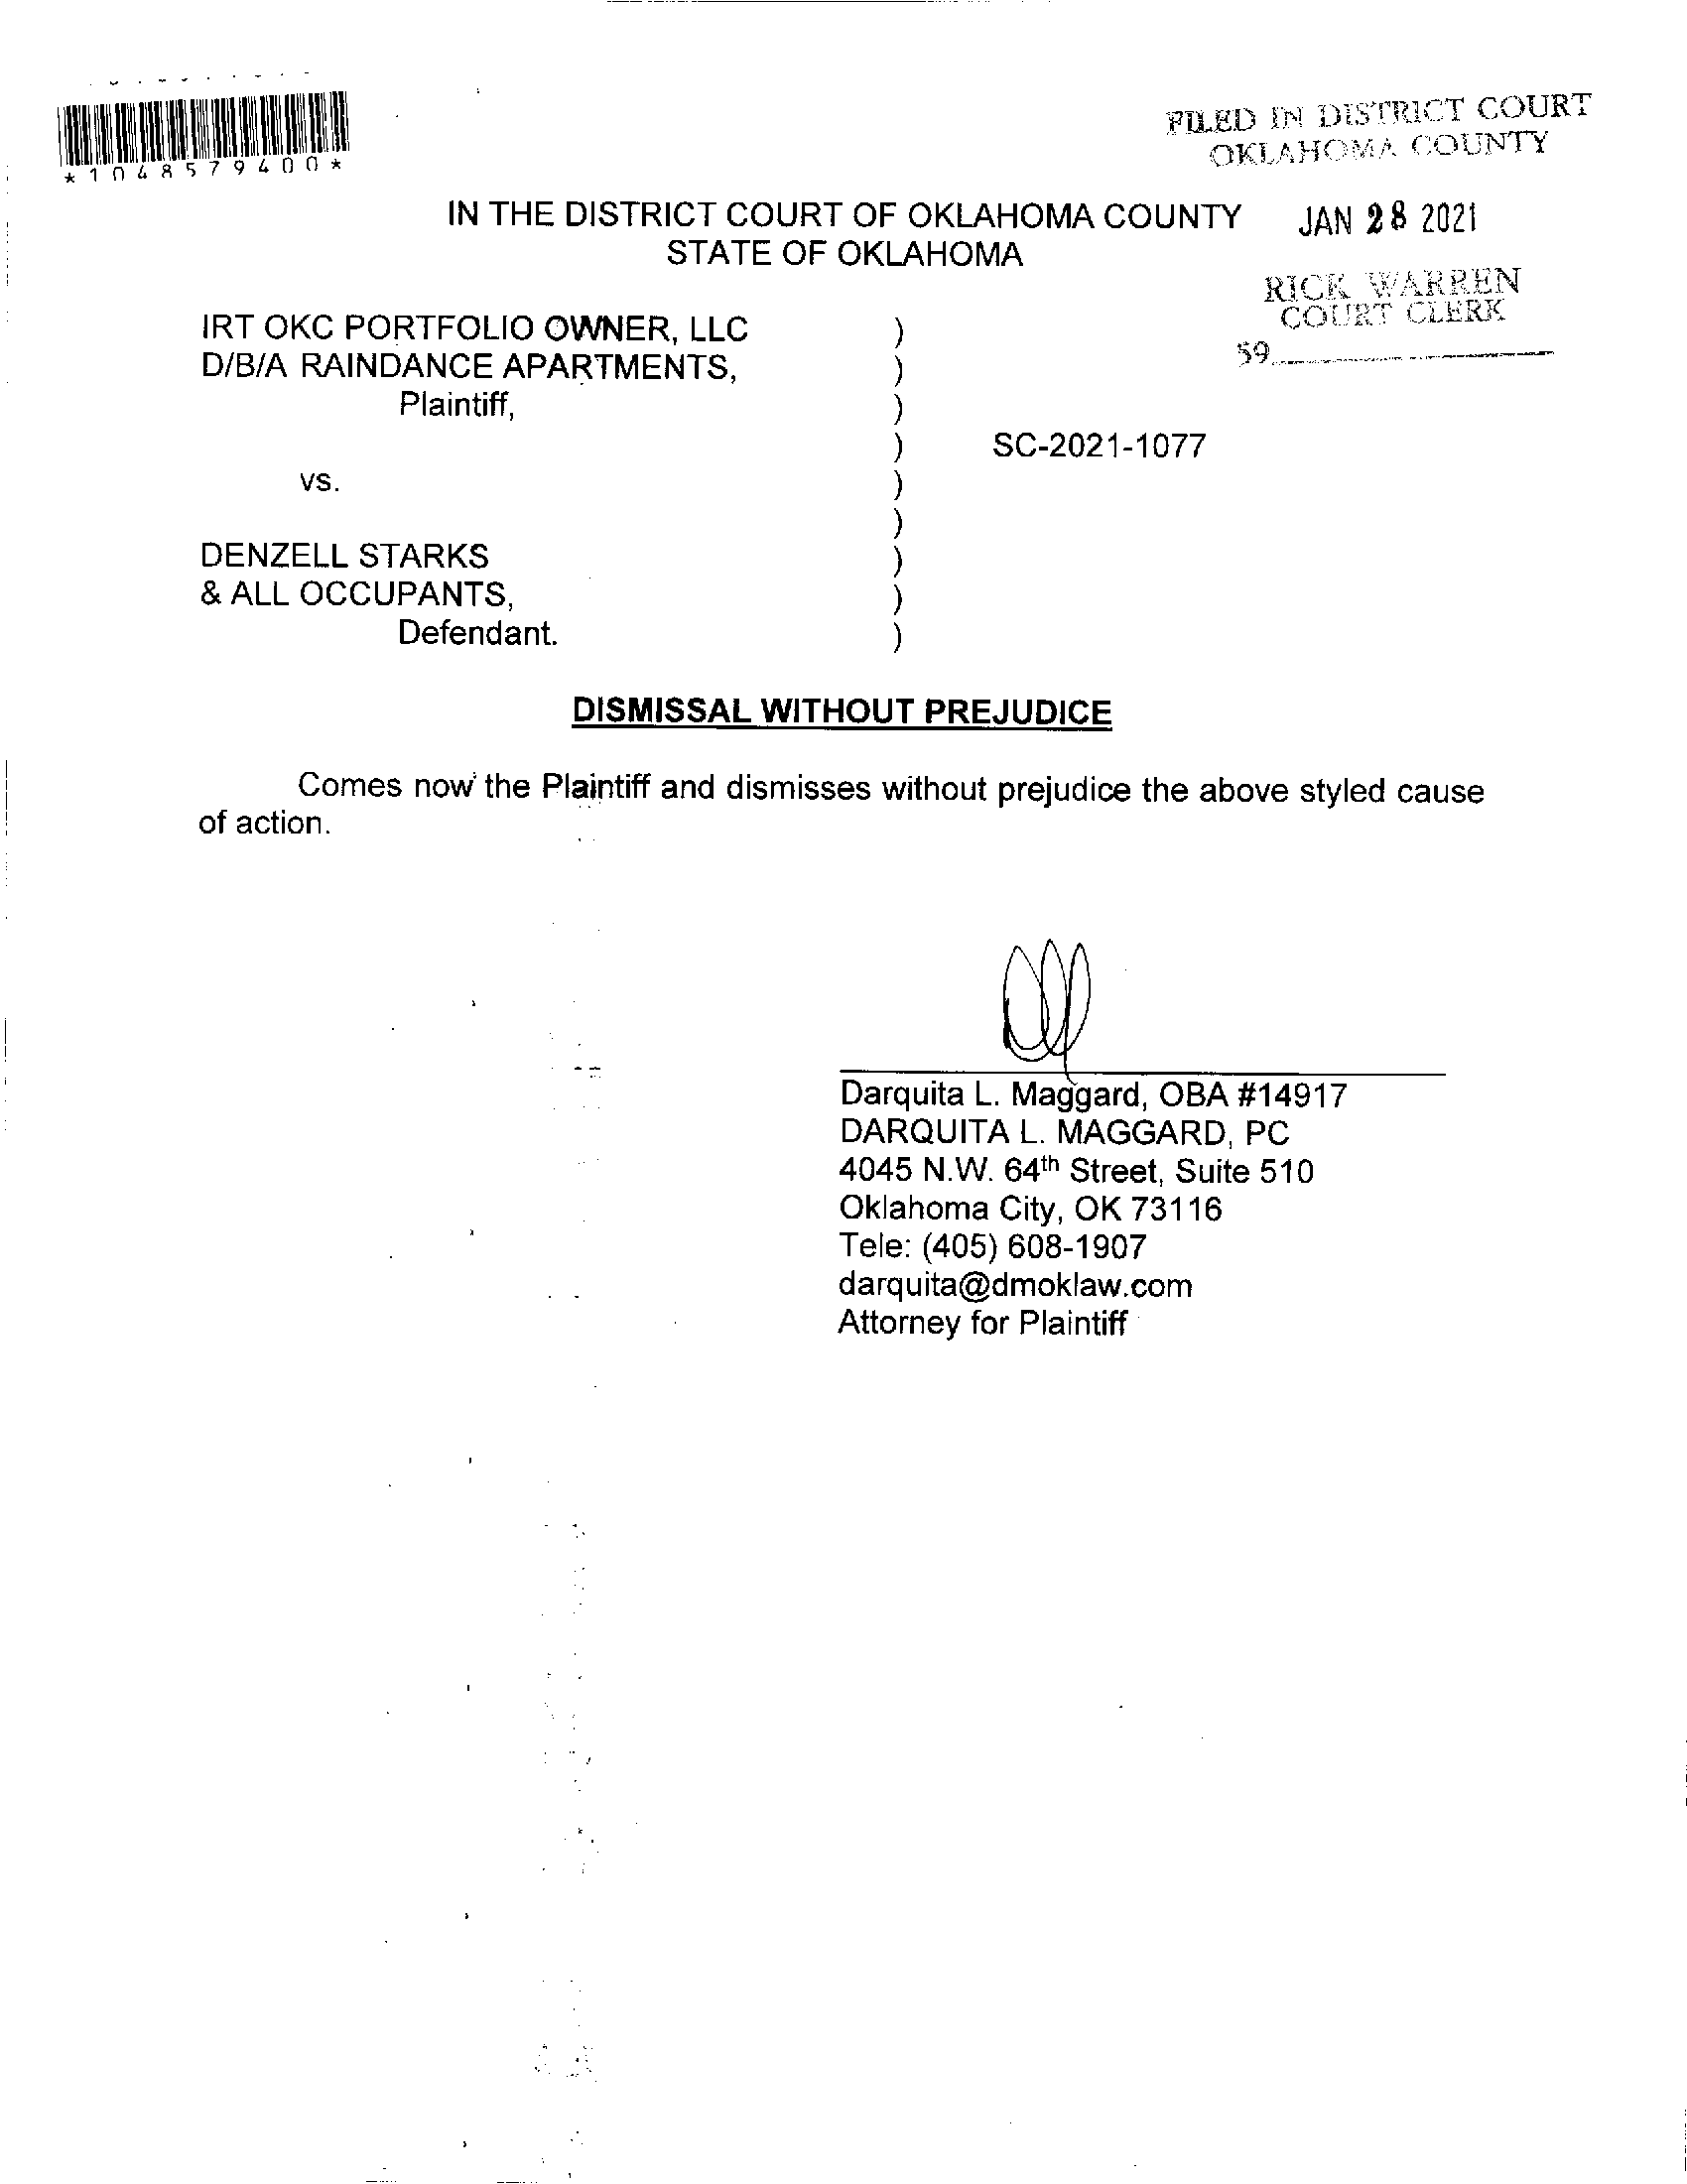 *1048579400*
FILED IN DISTRICT COURT
OKLAHOMA COUNTY
IN THE DISTRICT COURT OF OKLAHOMA COUNTY
STATE OF OKLAHOMA
JAN 28 2021
RICK WARREN
COURT CLERK
59
IRT OKC PORTFOLIO OWNER, LLC )
D/B/A RAINDANCE APARTMENTS, )
Plaintiff, )
) SC-2021-1077
vs. )
)
DENZELL STARKS )
& ALL OCCUPANTS, )
Defendant. )
DISMISSAL WITHOUT PREJUDICE
Comes now the Plaintiff and dismisses without prejudice the above styled cause
of action.
Darquita L. Maggard, OBA #14917
DARQUITA L. MAGGARD, PC
4045 N.W. 64th Street, Suite 510
Oklahoma City, OK 73116
Tele: (405) 608-1907
darquita@dmoklaw.com
Attorney for Plaintiff